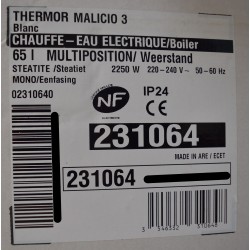 THERMOR MALICIO 3
Blanc
CHAUFFE-EAU ELECTRIQUE/Boiler
65 l MULTIPOSITION/ Weerstand
STEATITE /Steatiet 2250 W 220-240 V~ 50-60 Hz
MONO/Eenfasing
02310640
NF
IP24
CE
231064
MADE IN ARE / ECET
231064